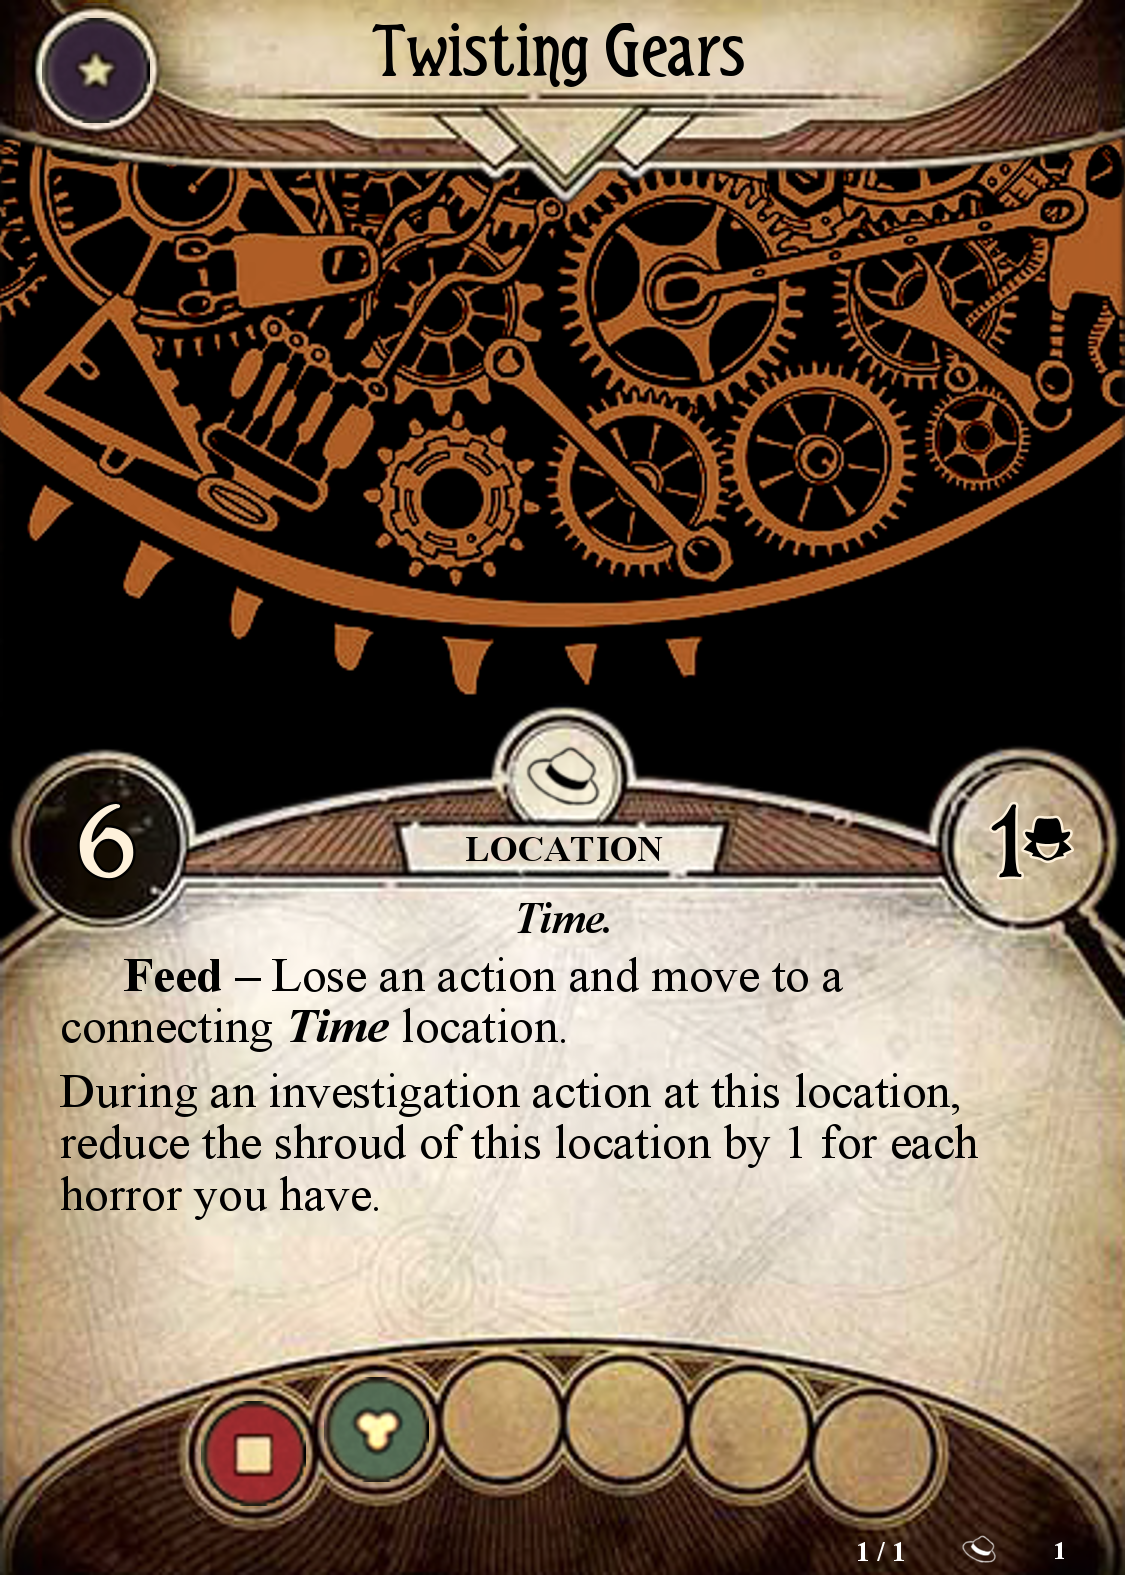 Twisting Gears
6
1
LOCATION
Time.
Feed – Lose an action and move to a
connecting Time location.
During an investigation action at this location,
reduce the shroud of this location by 1 for each
horror you have.
1 / 1
1